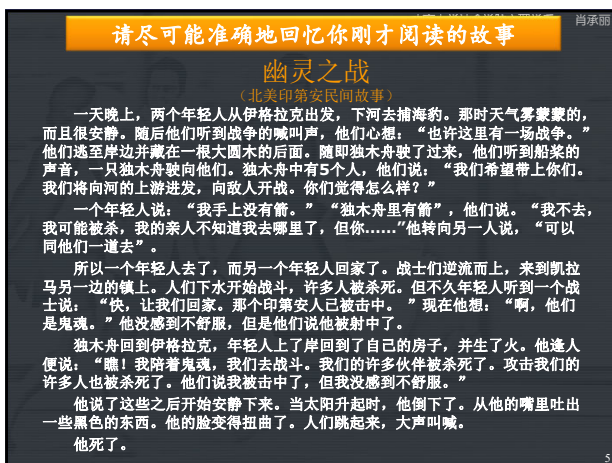 肖承丽
请尽可能准确地回忆你刚才阅读的故事
幽灵之战
（北美印第安民间故事）
一天晚上，两个年轻人从伊格拉克出发，下河去捕海豹。那时天气雾蒙蒙的，
而且很安静。随后他们听到战争的喊叫声，他们心想：“也许这里有一场战争。”
他们逃至岸边并藏在一根大圆木的后面。随即独木舟驶了过来，他们听到船桨的
声音，一只独木舟驶向他们。独木舟中有5个人，他们说：“我们希望带上你们。
我们将向河的上游进发，向敌人开战。你们觉得怎么样？”
一个年轻人说：“我手上没有箭。”“独木舟里有箭”，他们说。“我不去，
我可能被杀，我的亲人不知道我去哪里了，但你……”他转向另一人说，“可以
同他们一道去”。
所以一个年轻人去了，而另一个年轻人回家了。战士们逆流而上，来到凯拉
马另一边的镇上。人们下水开始战斗，许多人被杀死。但不久年轻人听到一个战
士说： “快，让我们回家。那个印第安人已被击中。 ”现在他想：“啊，他们
是鬼魂。”他没感到不舒服，但是他们说他被射中了。
独木舟回到伊格拉克，年轻人上了岸回到了自己的房子，并生了火。他逢人
便说：“瞧！我陪着鬼魂，我们去战斗。我们的许多伙伴被杀死了。攻击我们的
许多人也被杀死了。他们说我被击中了，但我没感到不舒服。”
他说了这些之后开始安静下来。当太阳升起时，他倒下了。从他的嘴里吐出
一些黑色的东西。他的脸变得扭曲了。人们跳起来，大声叫喊。
他死了。
5